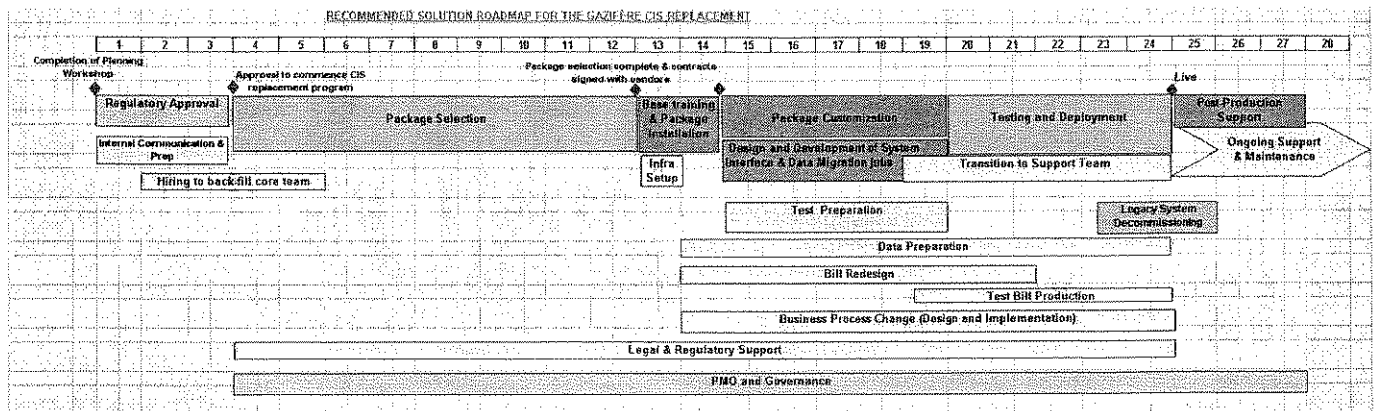 RECOMMENDED SOLUTION ROADMAP FOR THE GAZIFÈRE CIS REPLACEMENT
1 2 3 4 5 6 7 8 9 10 11 12 13 14 15 16 17 18 19 20 21 22 23 24 25 26 27 28
Completion of Planning
Workshop
Approval to commence CIS
replacement program
Package selection complete & contracts
signed with vendors
Live
Regulatory Approval
Package Selection
Base training
& Package
Installation
Package Customization
Testing and Deployment
Post Production
Support
Internal Communication &
Prep
Infra
Setup
Design and Development of System
Interface & Data Migration Jobs
Transition to Support Team
Ongoing Support
& Maintenance
Hiring to back-fill core team
Test Preparation
Legacy System
Decommissioning
Data Preparation
Bill Redesign
Test Bill Production
Business Process Change (Design and Implementation)
Legal & Regulatory Support
PMO and Governance